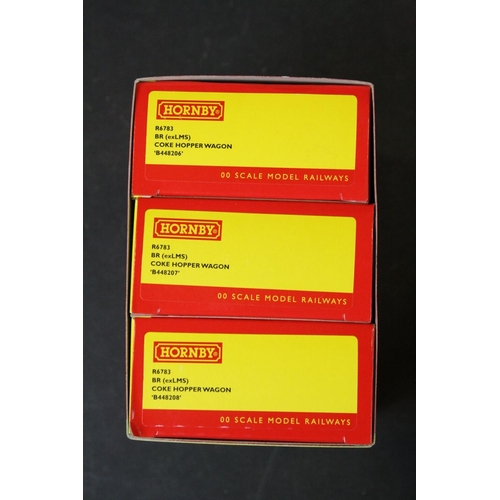 HORNBY®
R6783
BR (exLMS)
COKE HOPPER WAGON
'B448206'
00 SCALE MODEL RAILWAYS
HORNBY®
R6783
BR (exLMS)
COKE HOPPER WAGON
'B448207'
00 SCALE MODEL RAILWAYS
HORNBY®
R6783
BR (exLMS)
COKE HOPPER WAGON
'B448208'
00 SCALE MODEL RAILWAYS